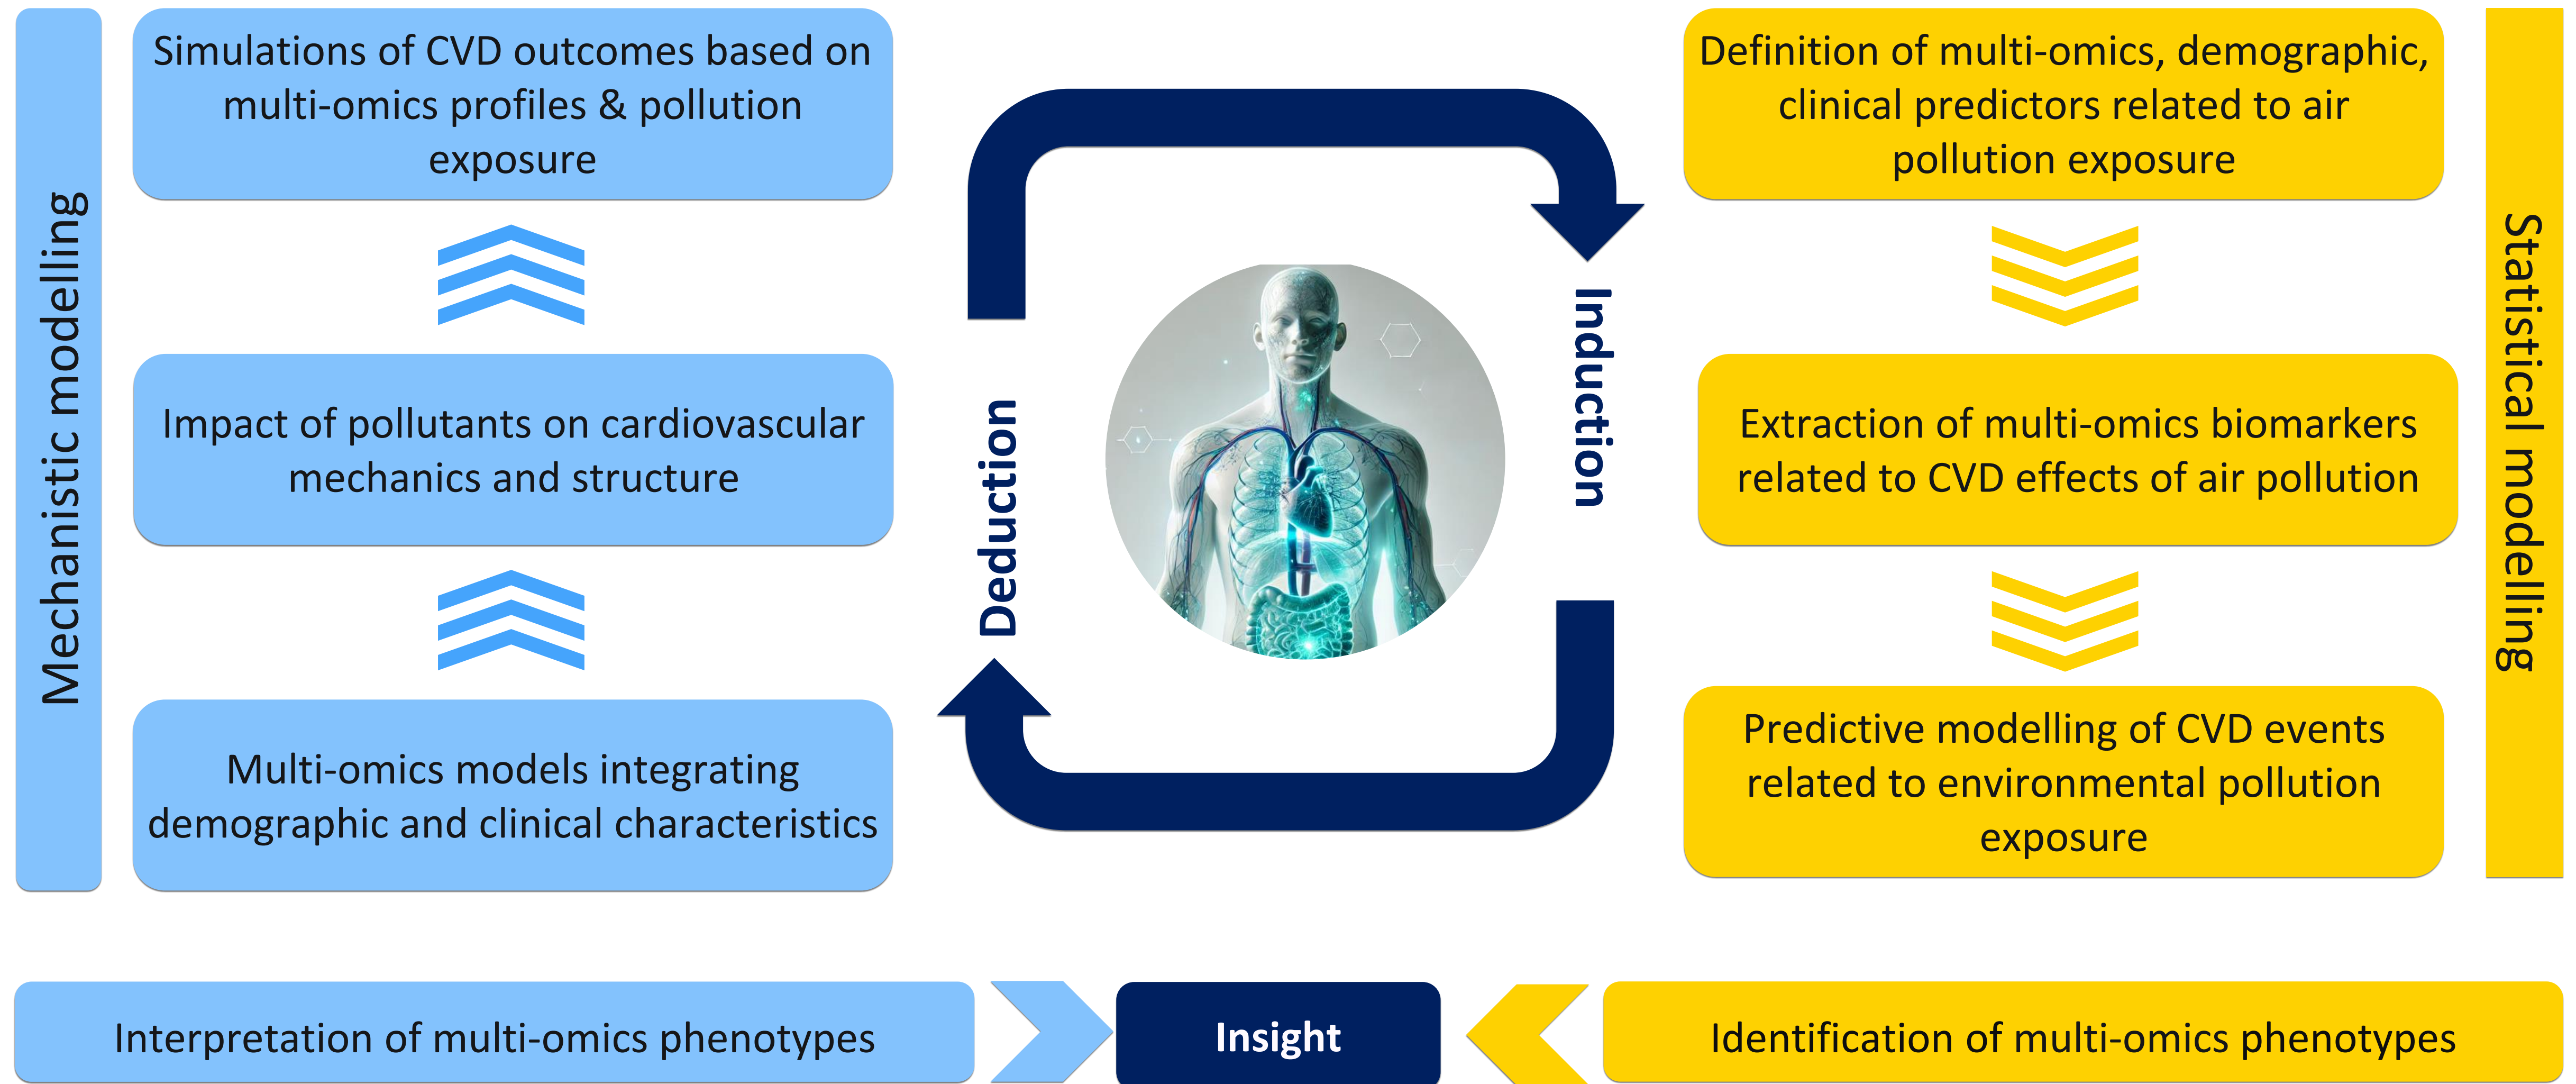 Mechanistic modelling
Simulations of CVD outcomes based on
multi-omics profiles & pollution
exposure
Impact of pollutants on cardiovascular
mechanics and structure
Multi-omics models integrating
demographic and clinical characteristics
Deduction
Induction
Definition of multi-omics, demographic,
clinical predictors related to air
pollution exposure
Extraction of multi-omics biomarkers
related to CVD effects of air pollution
Predictive modelling of CVD events
related to environmental pollution
exposure
Statistical modelling
Interpretation of multi-omics phenotypes
Insight
Identification of multi-omics phenotypes